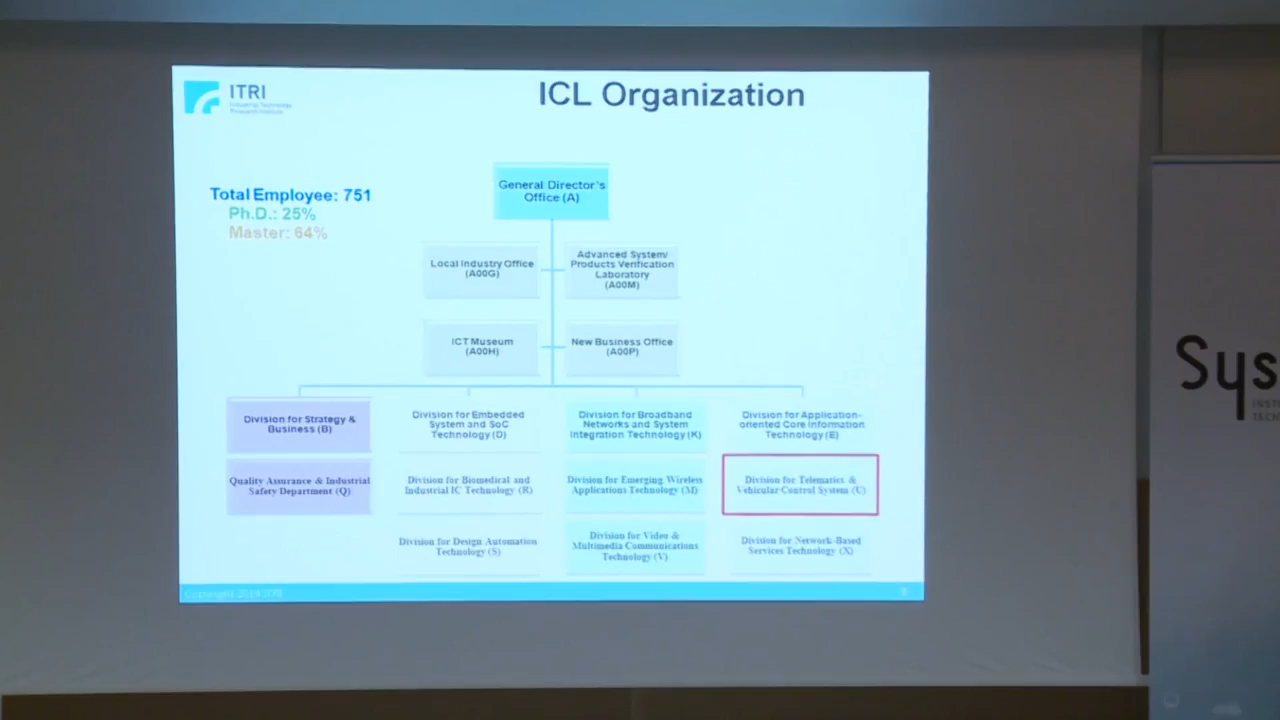 ITRI
Industrial Technology
Research Institute
ICL Organization
Total Employee: 751
Ph.D.: 25%
Master: 64%
General Director's
Office (A)
Local Industry Office
(A00G)
Advanced System/
Products Verification
Laboratory
(A00M)
ICT Museum
(A00H)
New Business Office
(A00P)
Division for Strategy &
Business (B)
Division for Embedded
System and SoC
Technology (D)
Division for Broadband
Networks and System
Integration Technology (K)
Division for Application-
oriented Core Information
Technology (E)
Quality Assurance & Industrial
Safety Department (Q)
Division for Biomedical and
Industrial IC Technology (R)
Division for Emerging Wireless
Applications Technology (M)
Division for Telematics &
Vehicular Control System (U)
Division for Design Automation
Technology (S)
Division for Video &
Multimedia Communications
Technology (V)
Division for Network-Based
Services Technology (X)
Copyright
Sys
INST
TECH